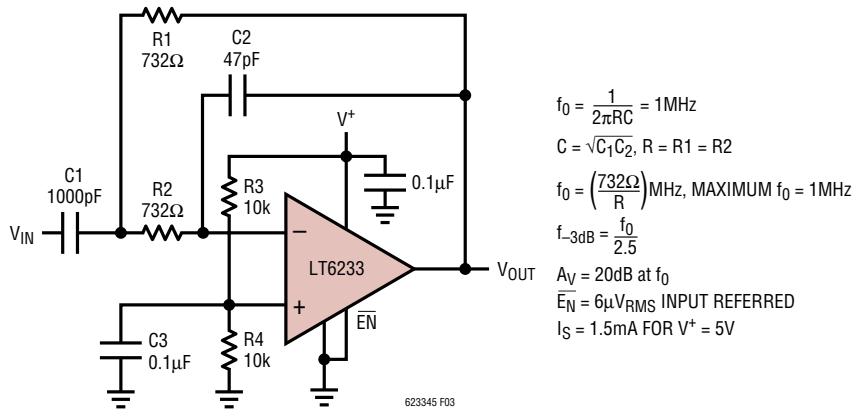 R1
732Ω
C2
47pF
V+
C1
1000pF
R2
732Ω
R3
10k
0.1µF
VIN
−
LT6233
+
EN
VOUT
C3
0.1µF
R4
10k
623345 F03
f0 = 1/(2πRC) = 1MHz
C = √C1C2, R = R1 = R2
f0 = (732Ω/R)MHz, MAXIMUM f0 = 1MHz
f–3dB = f0/2.5
AV = 20dB at f0
EN = 6µVRMS INPUT REFERRED
IS = 1.5mA FOR V+ = 5V